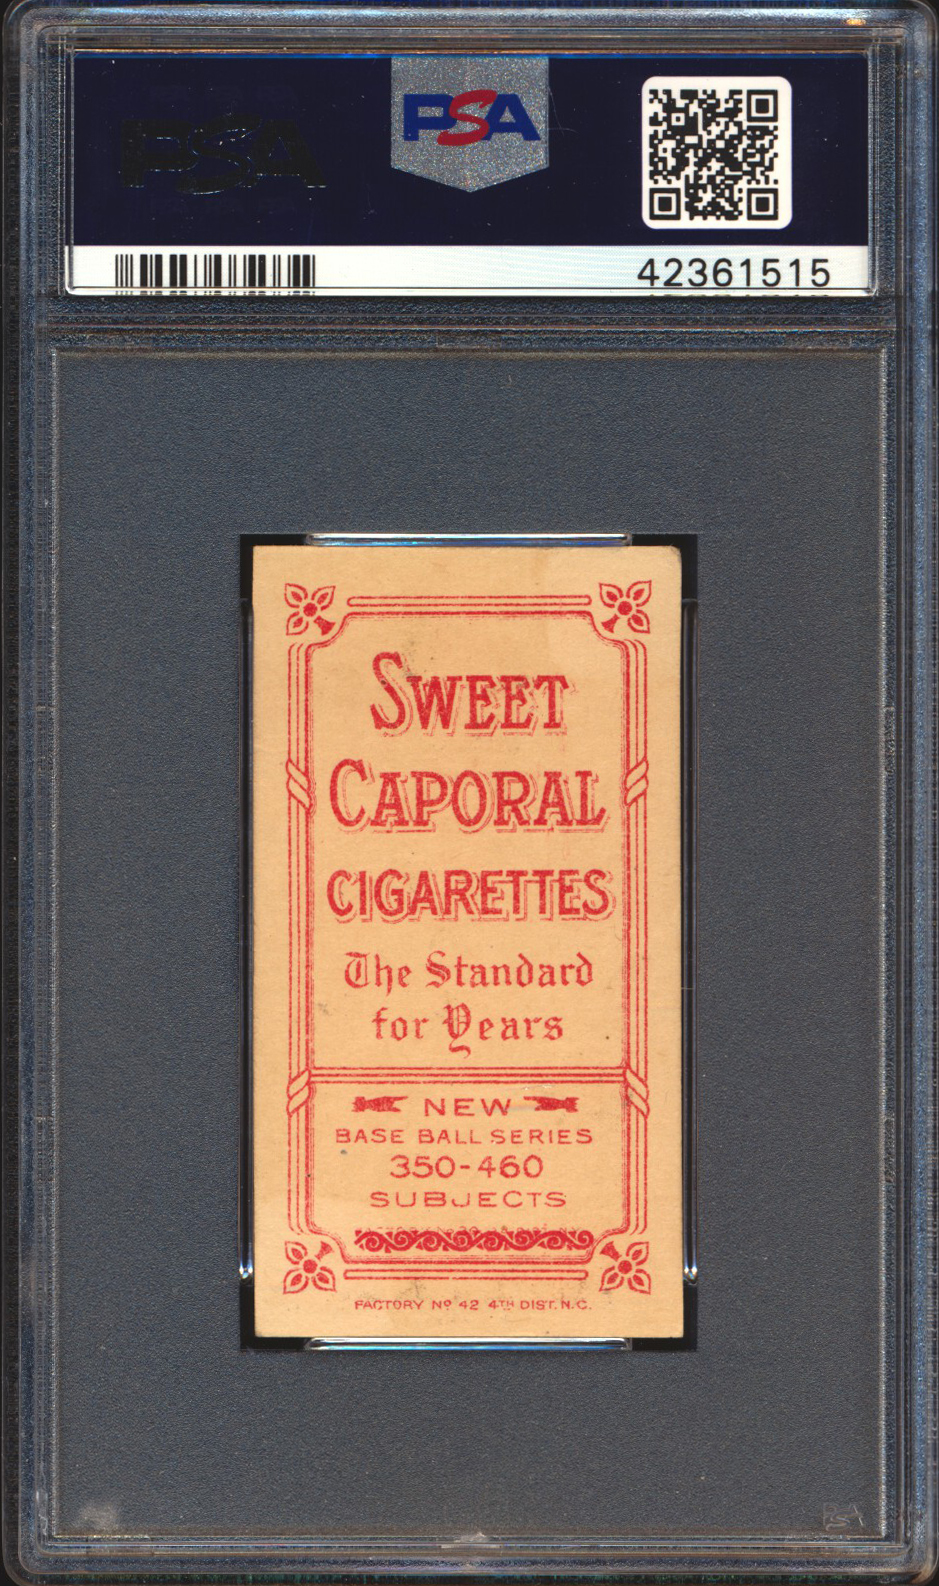 PSA
PSA
42361515
SWEET
CAPORAL
CIGARETTES
The Standard
for Years
NEW
BASE BALL SERIES
350-460
SUBJECTS
FACTORY Nº 42 4TH DIST. N.C.
PSA